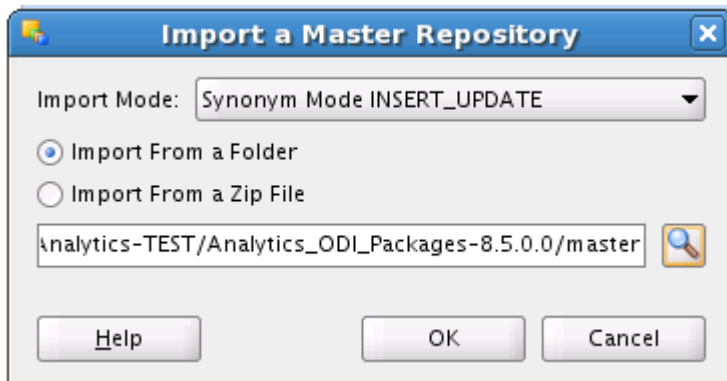 Import a Master Repository
Import Mode: Synonym Mode INSERT_UPDATE
Import From a Folder
Import From a Zip File
Analytics-TEST/Analytics_ODI_Packages-8.5.0.0/master
Help OK Cancel